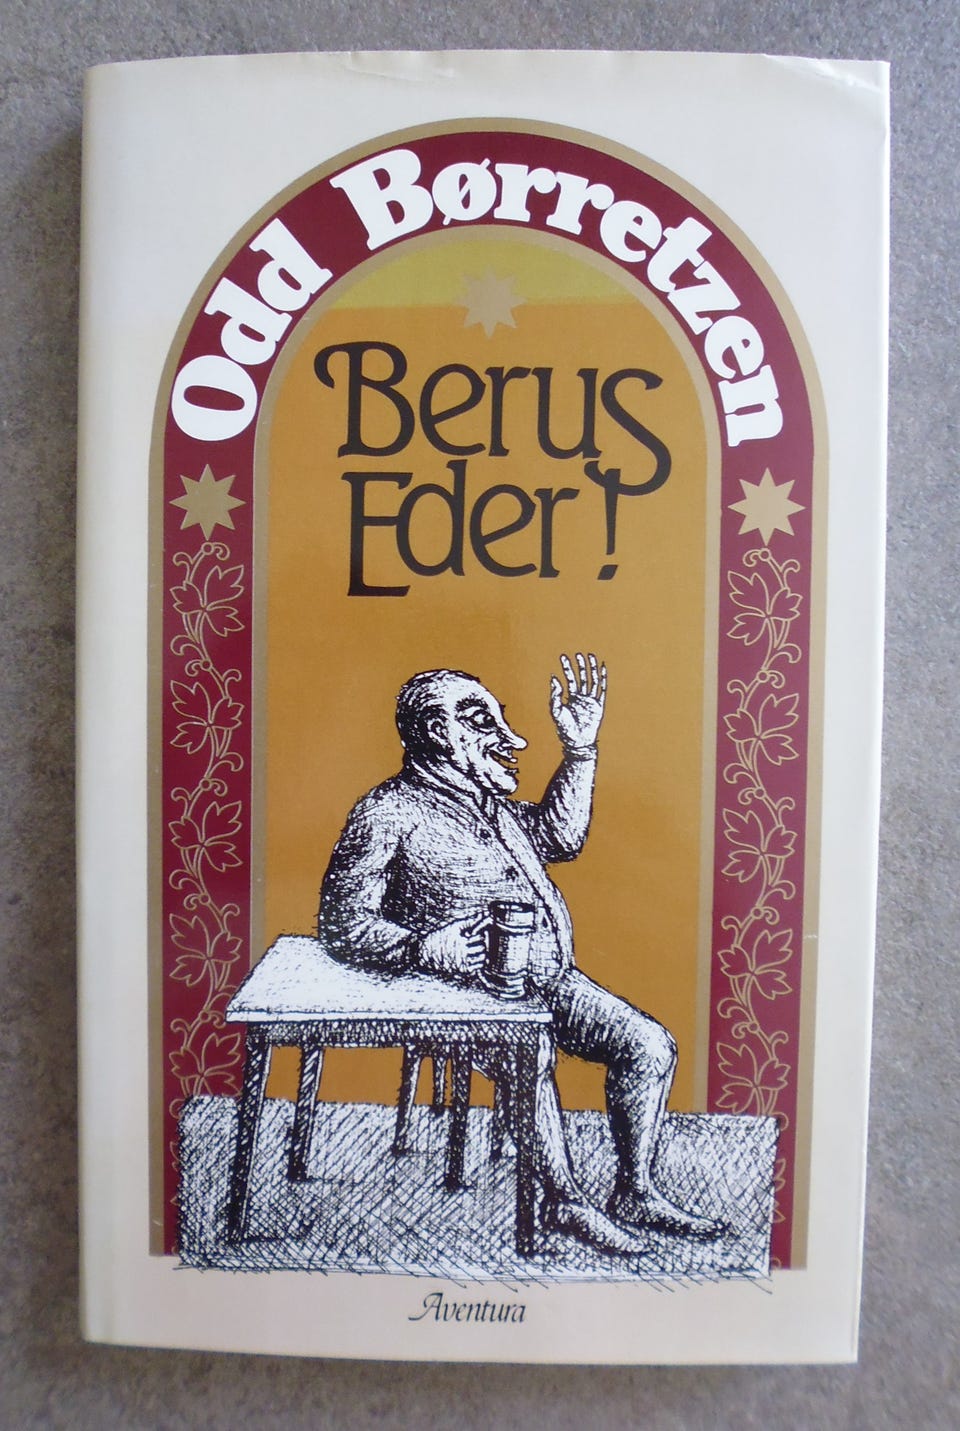 Odd Børretzen
Berus
Eder!
Aventura